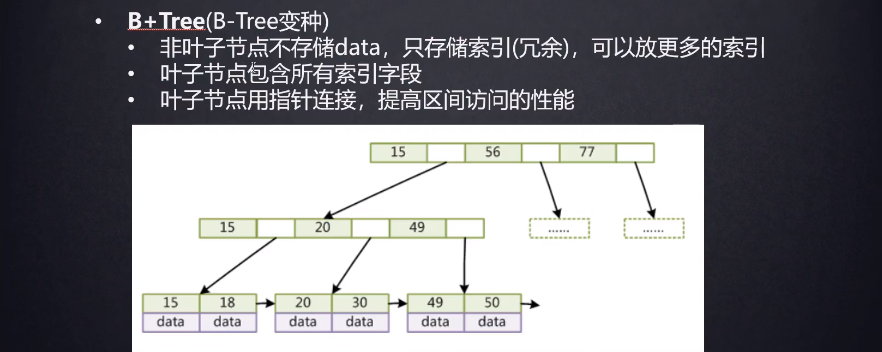 • B+Tree(B-Tree变种)
• 非叶子节点不存储data，只存储索引(冗余)，可以放更多的索引
• 叶子节点包含所有索引字段
• 叶子节点用指针连接，提高区间访问的性能
15 56 77
15 20 49 ...... ......
15 18 20 30 49 50
data data data data data data